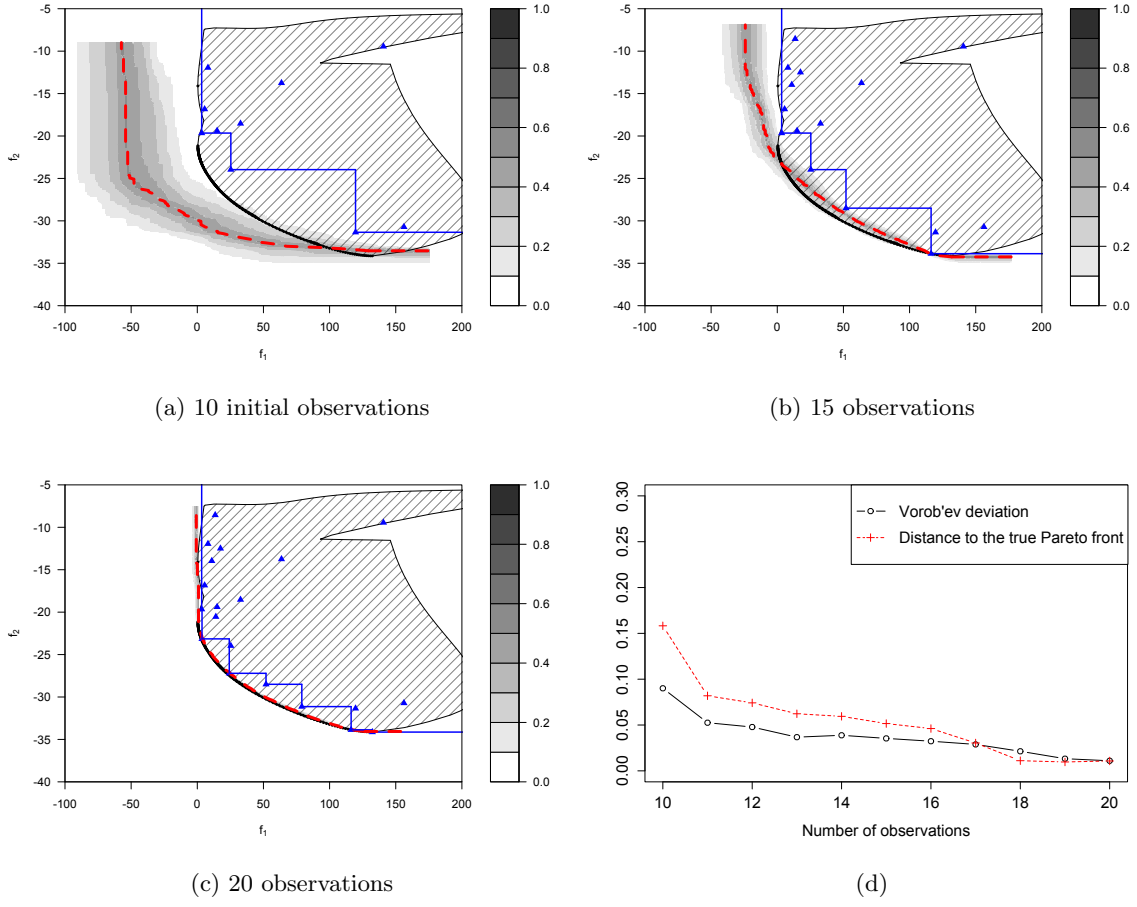 -5
-10
-15
-20
-25
-30
-35
-40
f2
-100 -50 0 50 100 150 200
f1
1.0
0.8
0.6
0.4
0.2
0.0
(a) 10 initial observations
-5
-10
-15
-20
-25
-30
-35
-40
f2
-100 -50 0 50 100 150 200
f1
1.0
0.8
0.6
0.4
0.2
0.0
(b) 15 observations
-5
-10
-15
-20
-25
-30
-35
-40
f2
-100 -50 0 50 100 150 200
f1
1.0
0.8
0.6
0.4
0.2
0.0
(c) 20 observations
0.30
0.25
0.20
0.15
0.10
0.05
0.00
Vorob'ev deviation
Distance to the true Pareto front
10 12 14 16 18 20
Number of observations
(d)